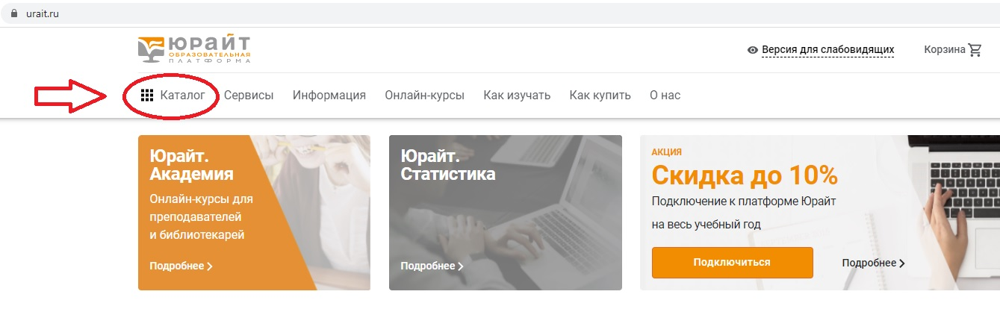 urait.ru
Юрайт
ОБРАЗОВАТЕЛЬНАЯ
ПЛАТФОРМА
Версия для слабовидящих
Корзина
Каталог Сервисы Информация Онлайн-курсы Как изучать Как купить О нас
Юрайт.
Академия
Онлайн-курсы для
преподавателей
и библиотекарей
Подробнее
Юрайт.
Статистика
Подробнее
АКЦИЯ
Скидка до 10%
Подключение к платформе Юрайт
на весь учебный год
Подключиться
Подробнее